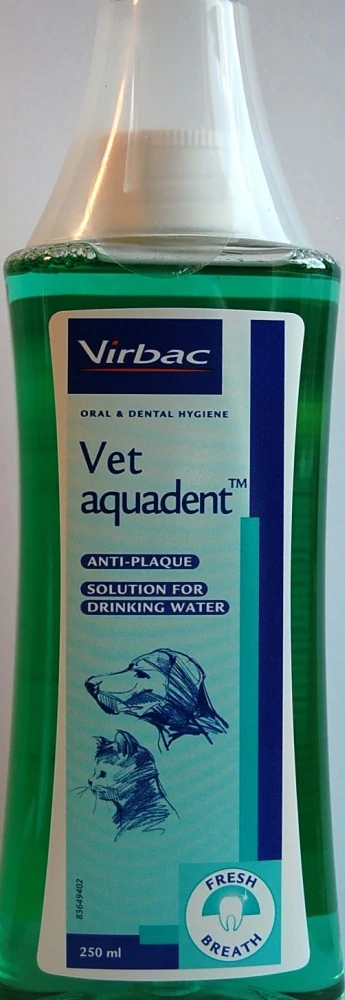 Virbac
ORAL & DENTAL HYGIENE
Vet
aquadent™
ANTI-PLAQUE
SOLUTION FOR
DRINKING WATER
83649402
FRESH
BREATH
250 ml